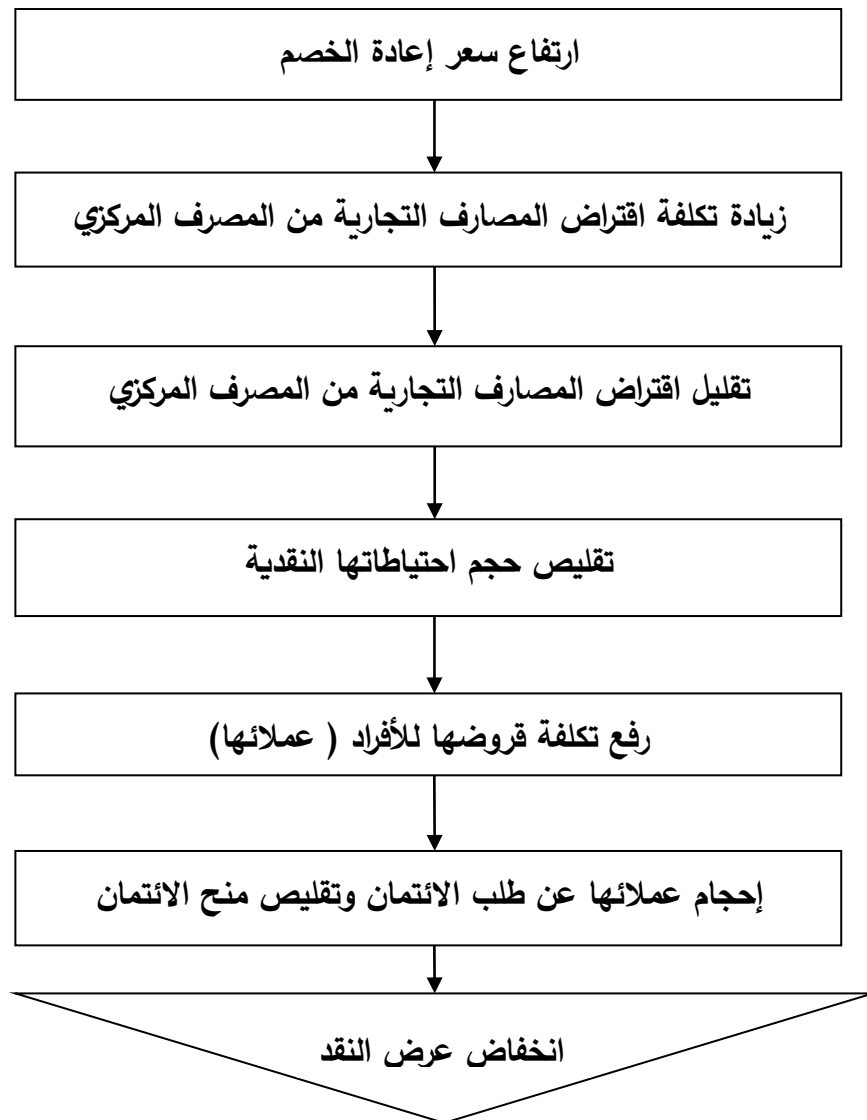 ارتفاع سعر إعادة الخصم
زيادة تكلفة اقتراض المصارف التجارية من المصرف المركزي
تقليل اقتراض المصارف التجارية من المصرف المركزي
تقليص حجم احتياطاتها النقدية
رفع تكلفة قروضها للأفراد ( عملائها)
إحجام عملائها عن طلب الائتمان وتقليص منح الائتمان
انخفاض عرض النقد